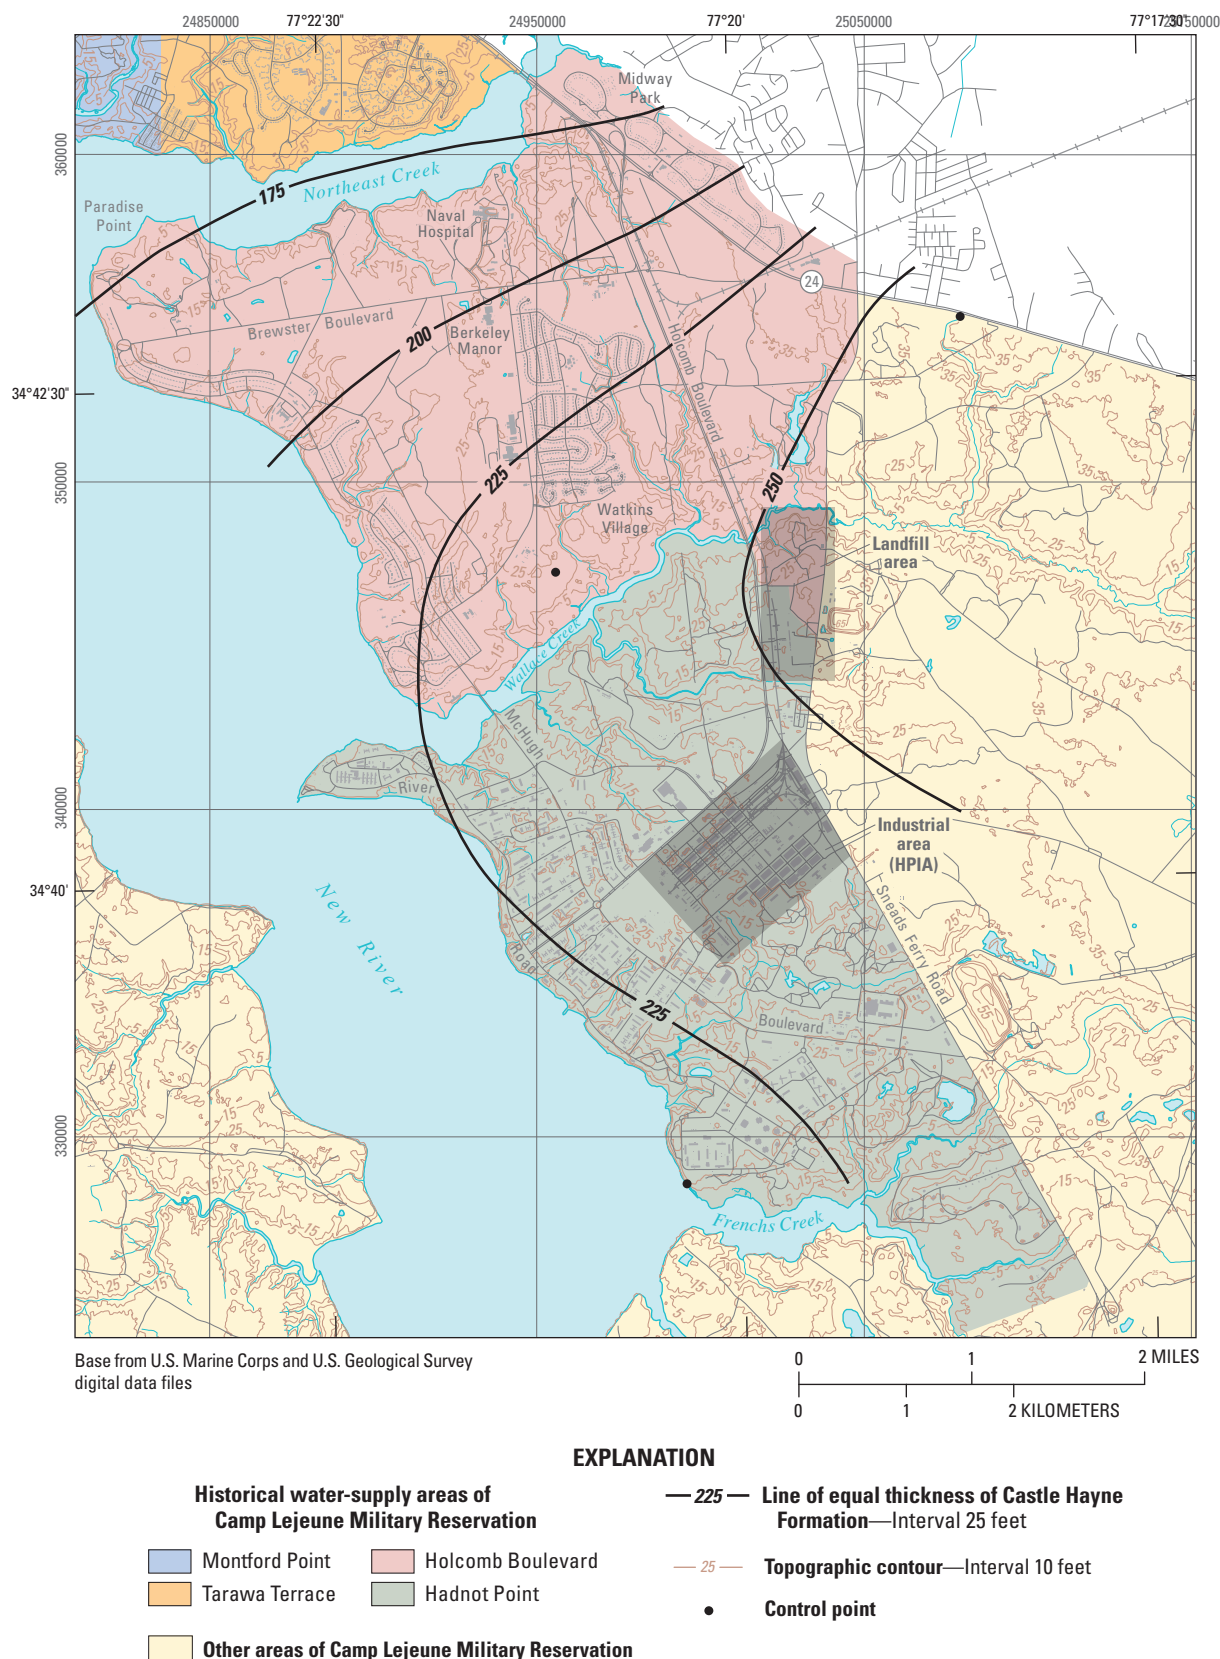 24850000
77°22'30"
24950000
77°20'
25050000
77°17'30"
Midway
Park
360000
175
Northeast Creek
Paradise
Point
Naval
Hospital
24
Brewster Boulevard
200
Berkeley
Manor
Holcomb Boulevard
34°42'30"
225
250
350000
Watkins
Village
Landfill
area
Wallace Creek
McHugh
River
340000
Industrial
area
(HPIA)
34°40'
New River
Sneads Ferry Road
Road
225
Boulevard
330000
Frenchs Creek
Base from U.S. Marine Corps and U.S. Geological Survey
digital data files
0 1 2 MILES
0 1 2 KILOMETERS
EXPLANATION
Historical water-supply areas of
Camp Lejeune Military Reservation
Montford Point
Holcomb Boulevard
Tarawa Terrace
Hadnot Point
Other areas of Camp Lejeune Military Reservation
225 Line of equal thickness of Castle Hayne
Formation—Interval 25 feet
25 Topographic contour—Interval 10 feet
Control point